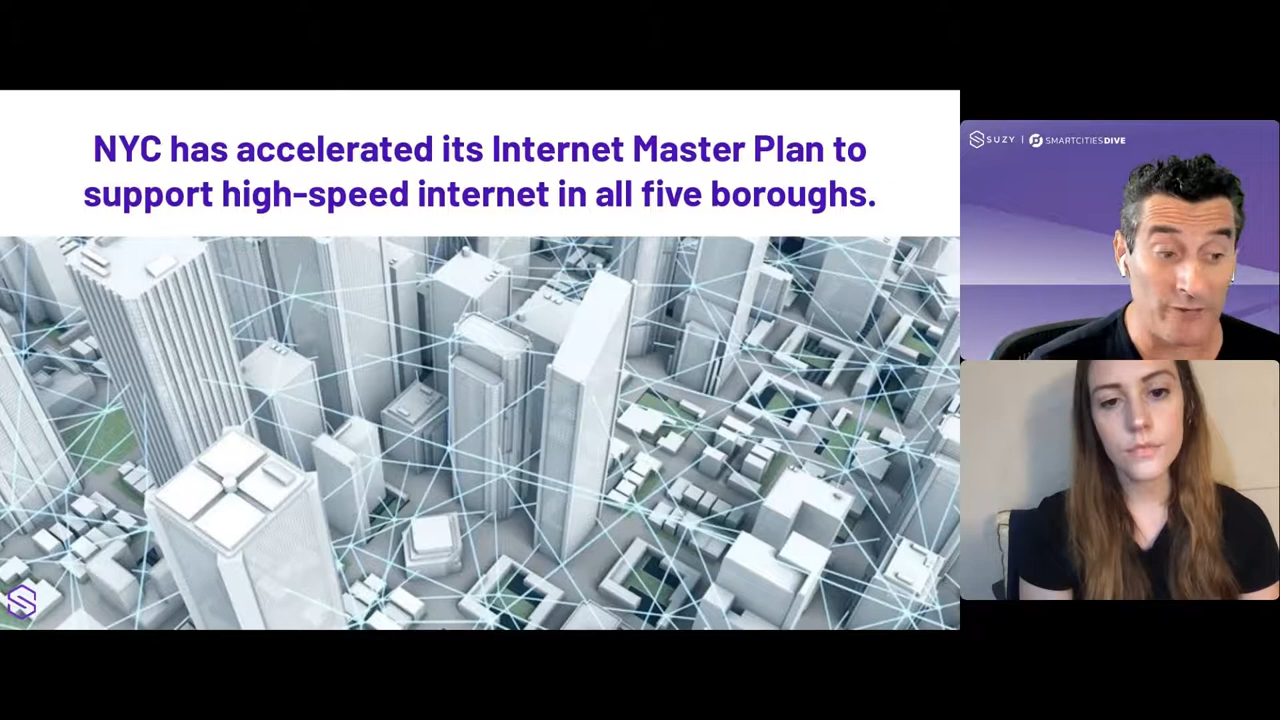 NYC has accelerated its Internet Master Plan to
support high-speed internet in all five boroughs.
SUZY | SMARTCITIESDIVE